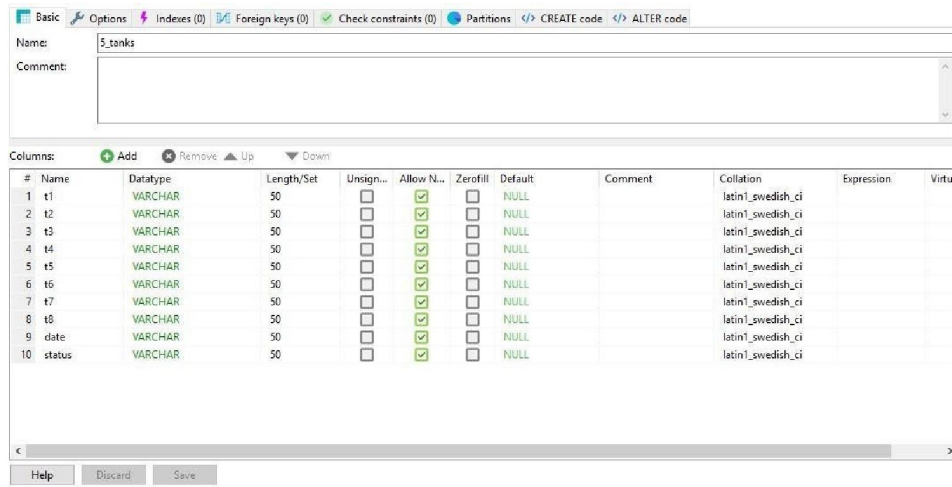 Basic Options Indexes (0) Foreign keys (0) Check constraints (0) Partitions </> CREATE code </> ALTER code
Name: 5_tanks
Comment:
Columns: Add Remove Up Down
# Name Datatype Length/Set Unsign... Allow N... Zerofill Default Comment Collation Expression Virtu
1 t1 VARCHAR 50 NULL latin1_swedish_ci
2 t2 VARCHAR 50 NULL latin1_swedish_ci
3 t3 VARCHAR 50 NULL latin1_swedish_ci
4 t4 VARCHAR 50 NULL latin1_swedish_ci
5 t5 VARCHAR 50 NULL latin1_swedish_ci
6 t6 VARCHAR 50 NULL latin1_swedish_ci
7 t7 VARCHAR 50 NULL latin1_swedish_ci
8 t8 VARCHAR 50 NULL latin1_swedish_ci
9 date VARCHAR 50 NULL latin1_swedish_ci
10 status VARCHAR 50 NULL latin1_swedish_ci
Help Discard Save